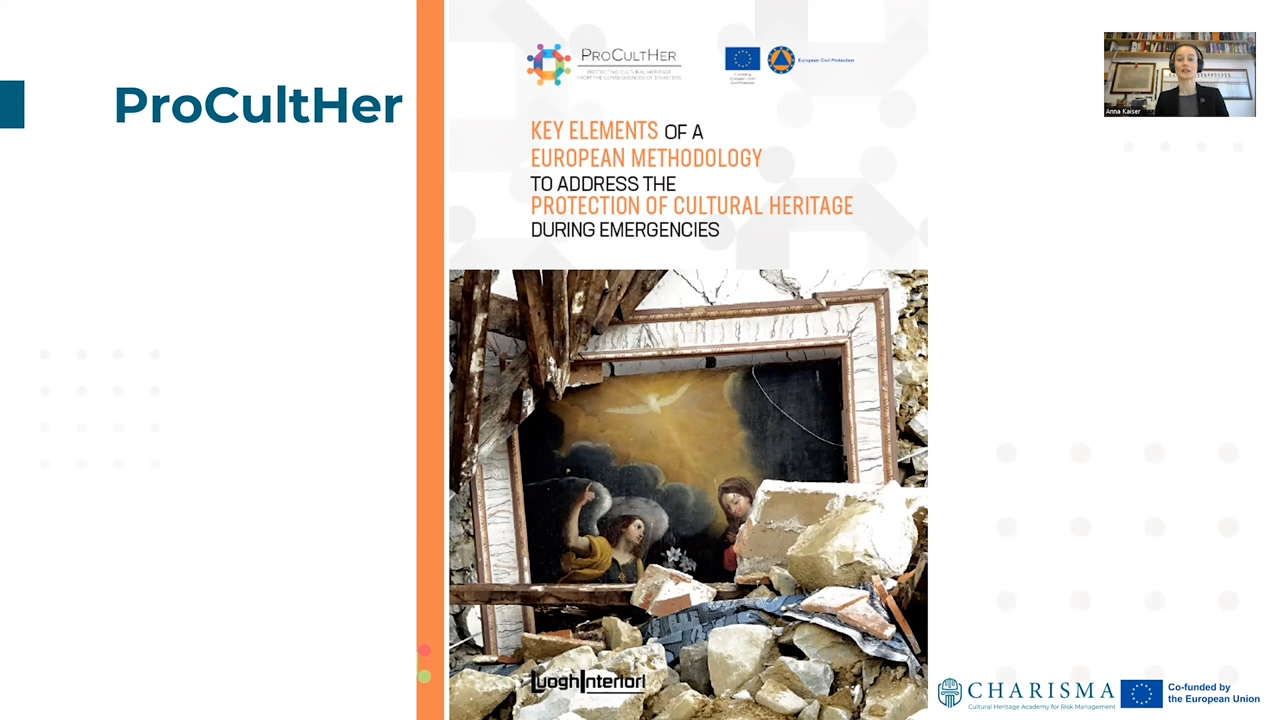 ProCultHer
PROCULTHER
PROTECTING CULTURAL HERITAGE
FROM THE CONSEQUENCES OF DISASTERS
European Civil Protection
KEY ELEMENTS OF A
EUROPEAN METHODOLOGY
TO ADDRESS THE
PROTECTION OF CULTURAL HERITAGE
DURING EMERGENCIES
LuoghInteriorI
Anna Kaiser
CHARISMA
Cultural Heritage Academy for Risk Management
Co-funded by
the European Union